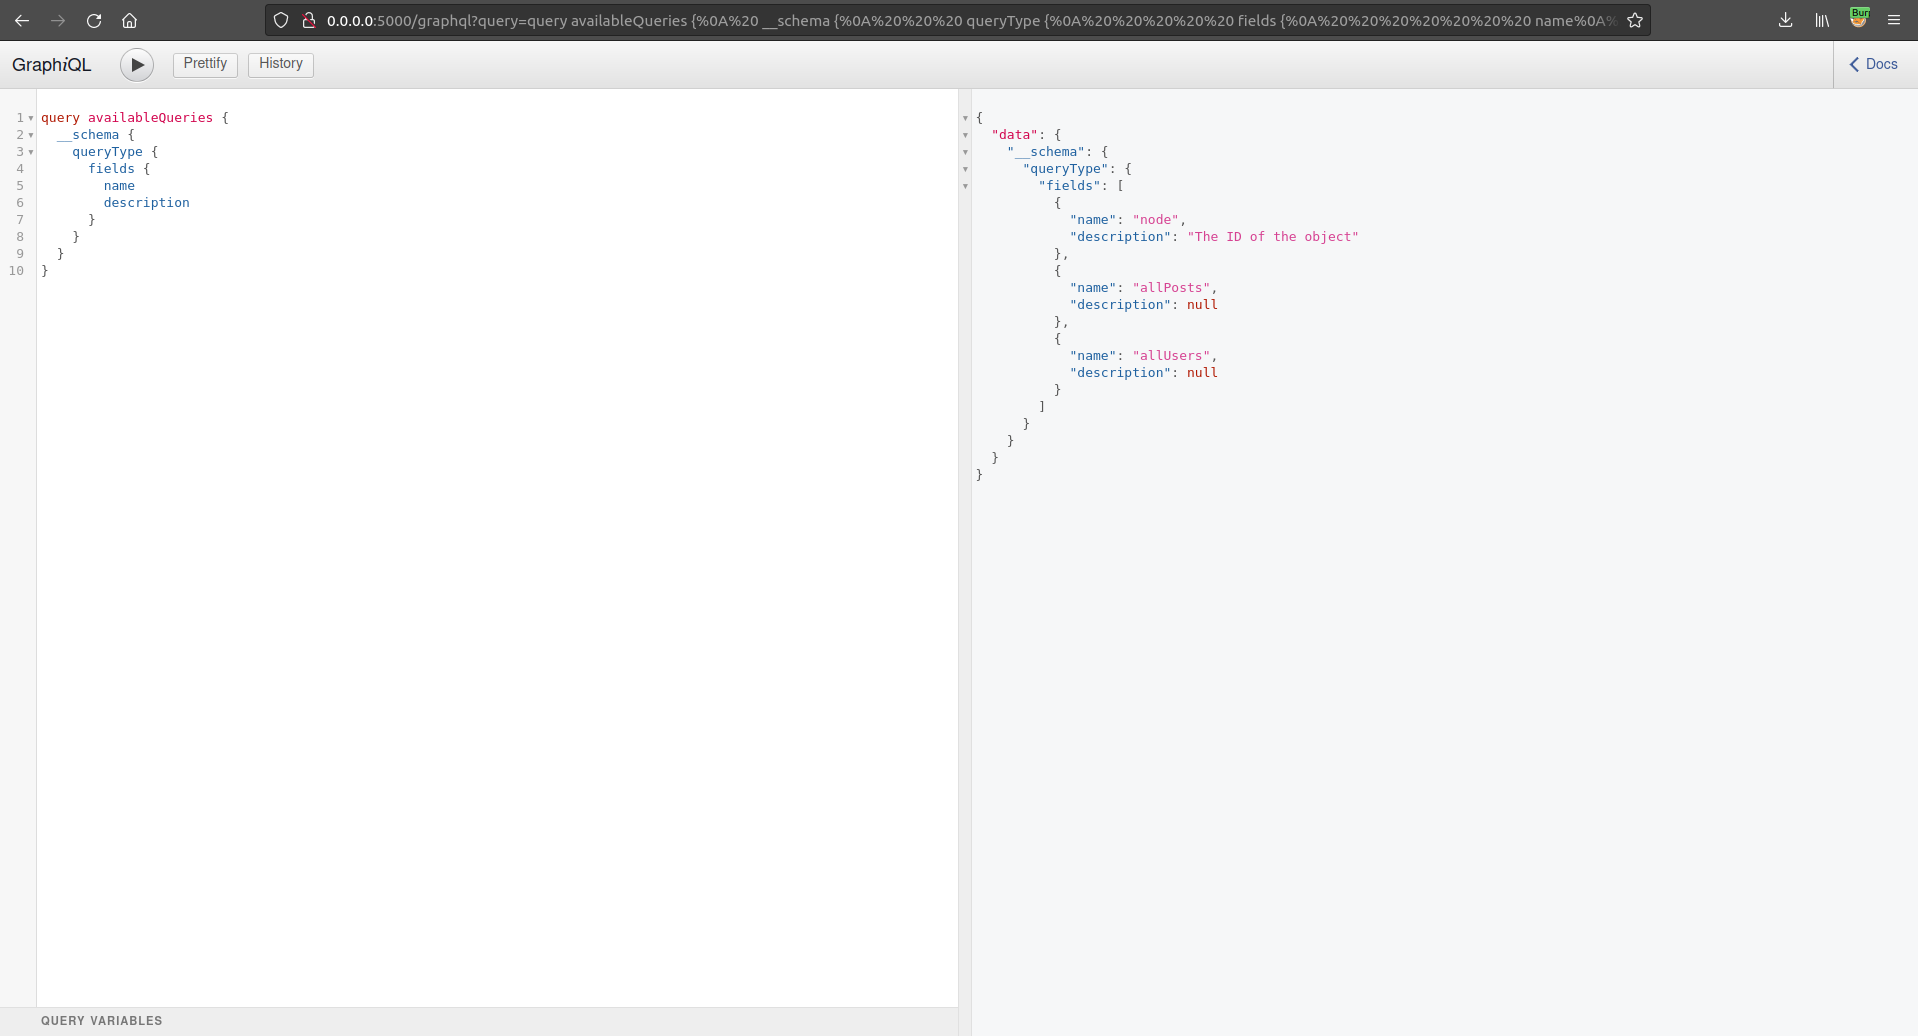 0.0.0.0:5000/graphql?query=query availableQueries {%0A%20 __schema {%0A%20%20%20 queryType {%0A%20%20%20%20%20 fields {%0A%20%20%20%20%20%20%20 name%0A%
Bur
GraphiQL
Prettify
History
Docs
1 query availableQueries {
2   __schema {
3     queryType {
4       fields {
5         name
6         description
7       }
8     }
9   }
10 }
{
  "data": {
    "__schema": {
      "queryType": {
        "fields": [
          {
            "name": "node",
            "description": "The ID of the object"
          },
          {
            "name": "allPosts",
            "description": null
          },
          {
            "name": "allUsers",
            "description": null
          }
        ]
      }
    }
  }
}
QUERY VARIABLES